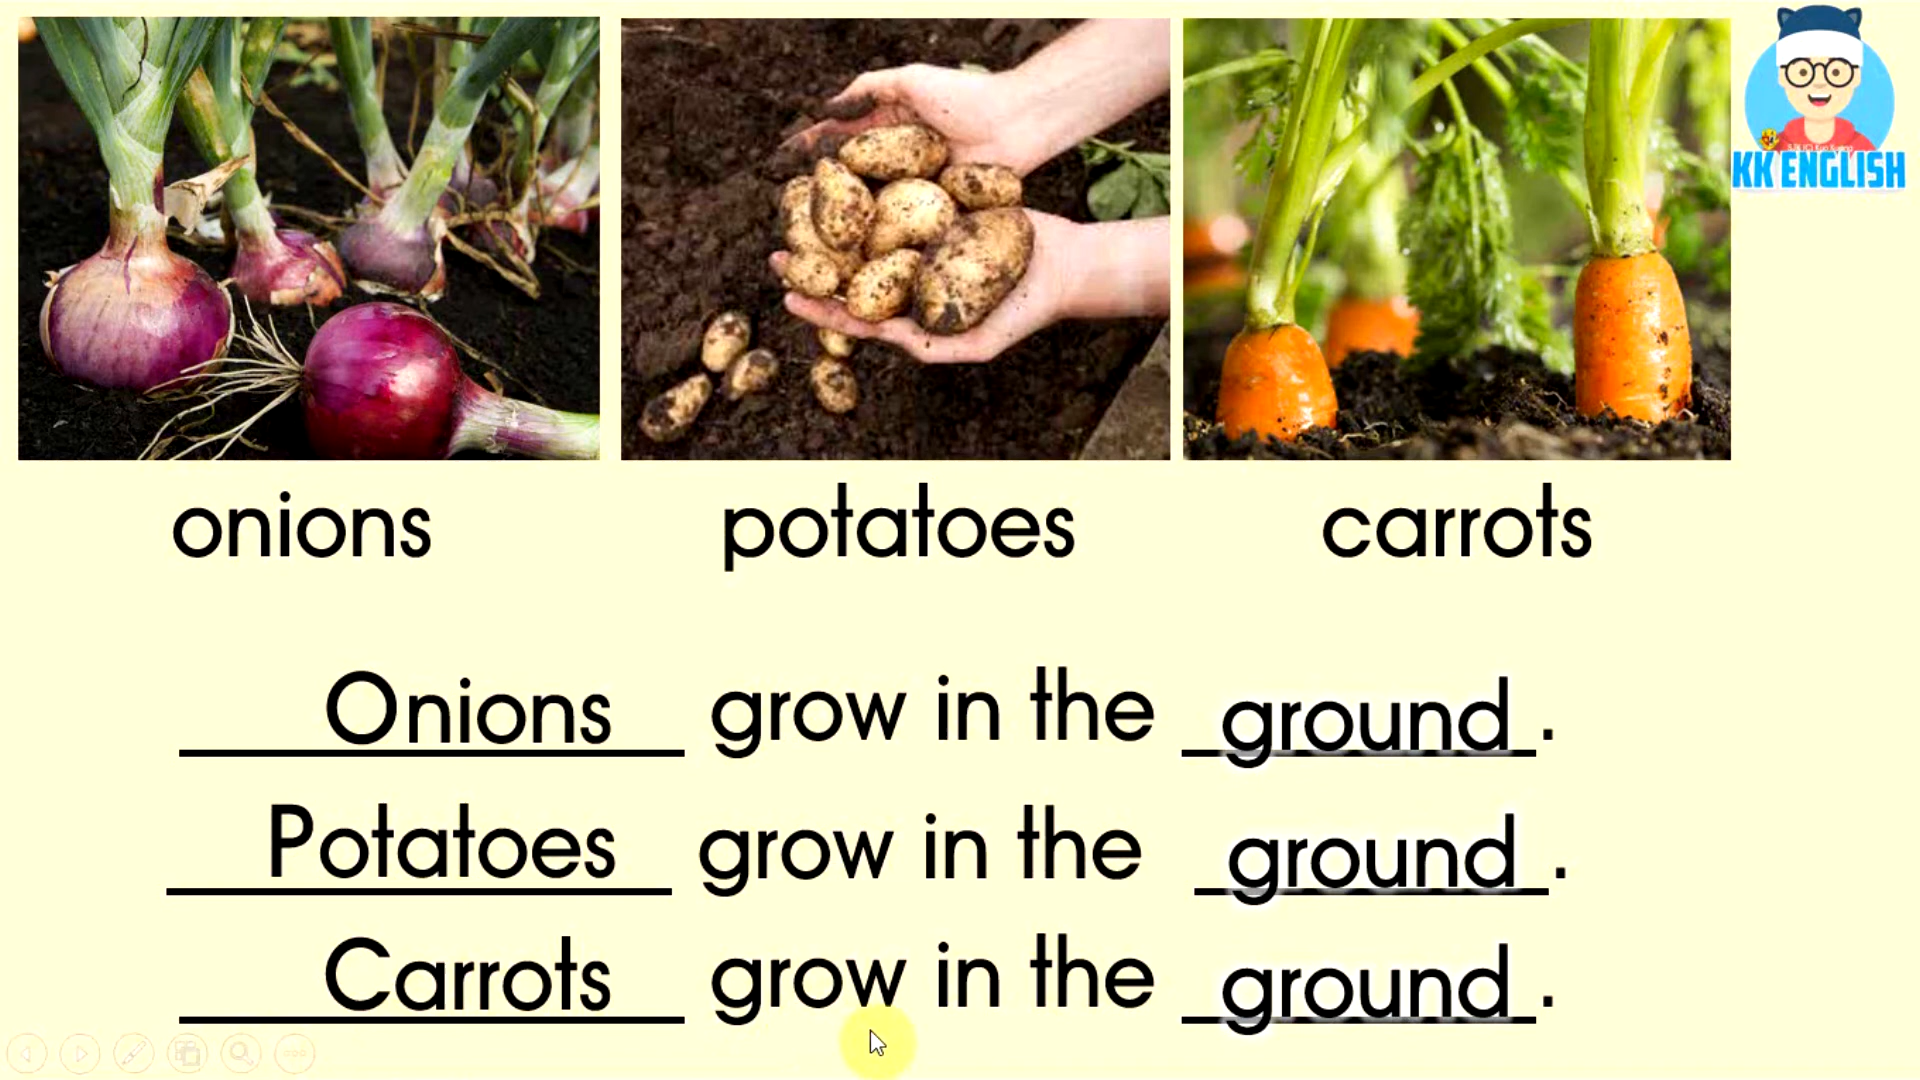 KK ENGLISH
onions potatoes carrots
Onions grow in the ground.
Potatoes grow in the ground.
Carrots grow in the ground.